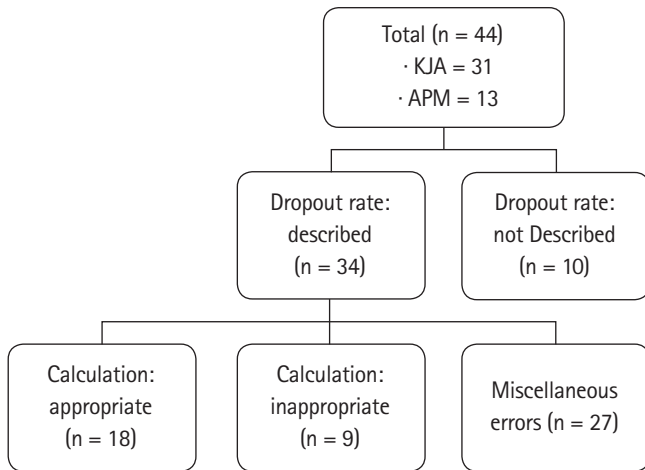 Total (n = 44)
· KJA = 31
· APM = 13
Dropout rate:
described
(n = 34)
Dropout rate:
not Described
(n = 10)
Calculation:
appropriate
(n = 18)
Calculation:
inappropriate
(n = 9)
Miscellaneous
errors (n = 27)